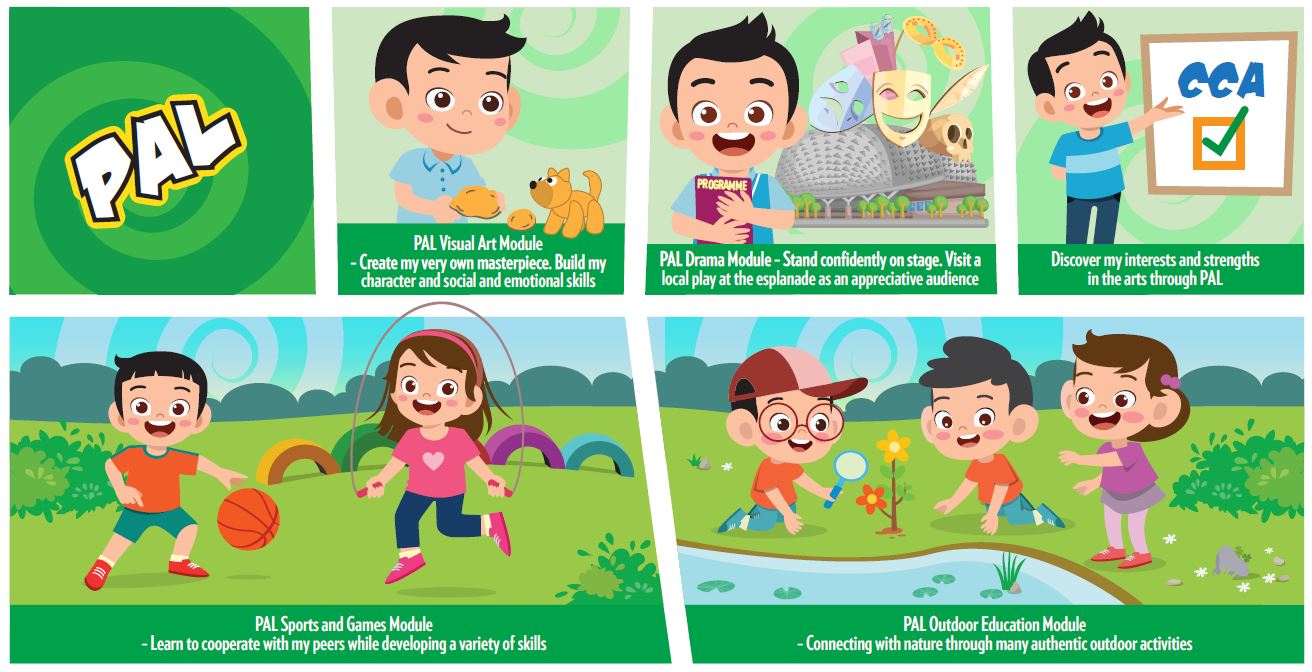 PAL
PAL Visual Art Module
- Create my very own masterpiece. Build my
character and social and emotional skills
PROGRAMME
PAL Drama Module - Stand confidently on stage. Visit a
local play at the esplanade as an appreciative audience
CCA
Discover my interests and strengths
in the arts through PAL
PAL Sports and Games Module
- Learn to cooperate with my peers while developing a variety of skills
PAL Outdoor Education Module
- Connecting with nature through many authentic outdoor activities